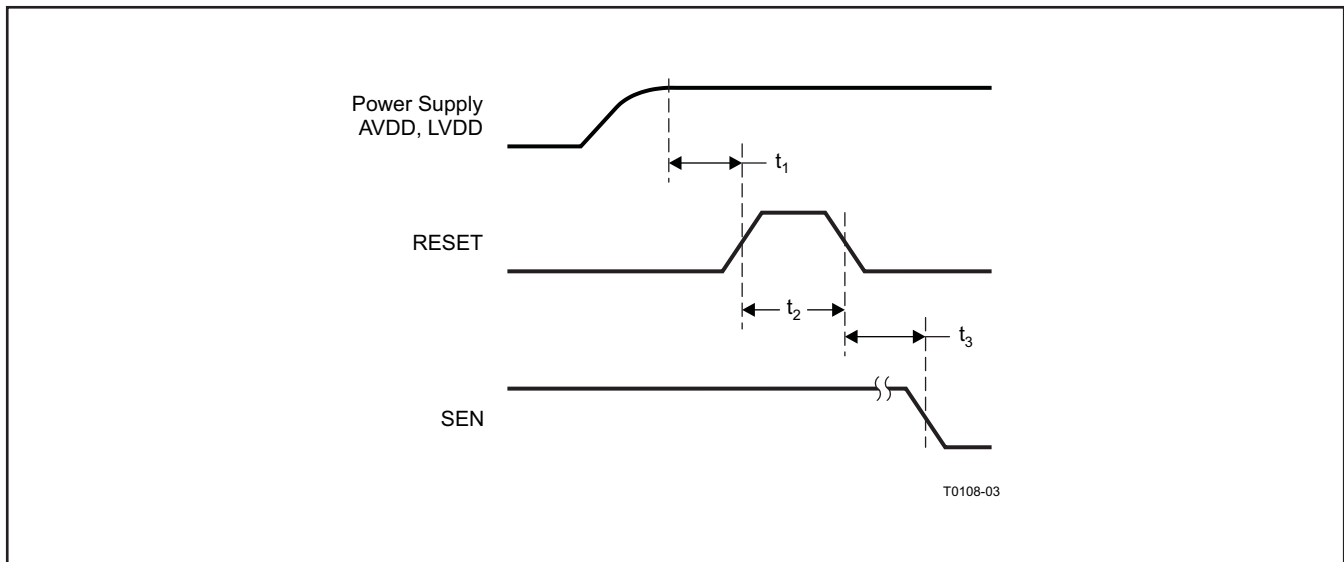 Power Supply
AVDD, LVDD
t1
RESET
t2
t3
SEN
T0108-03